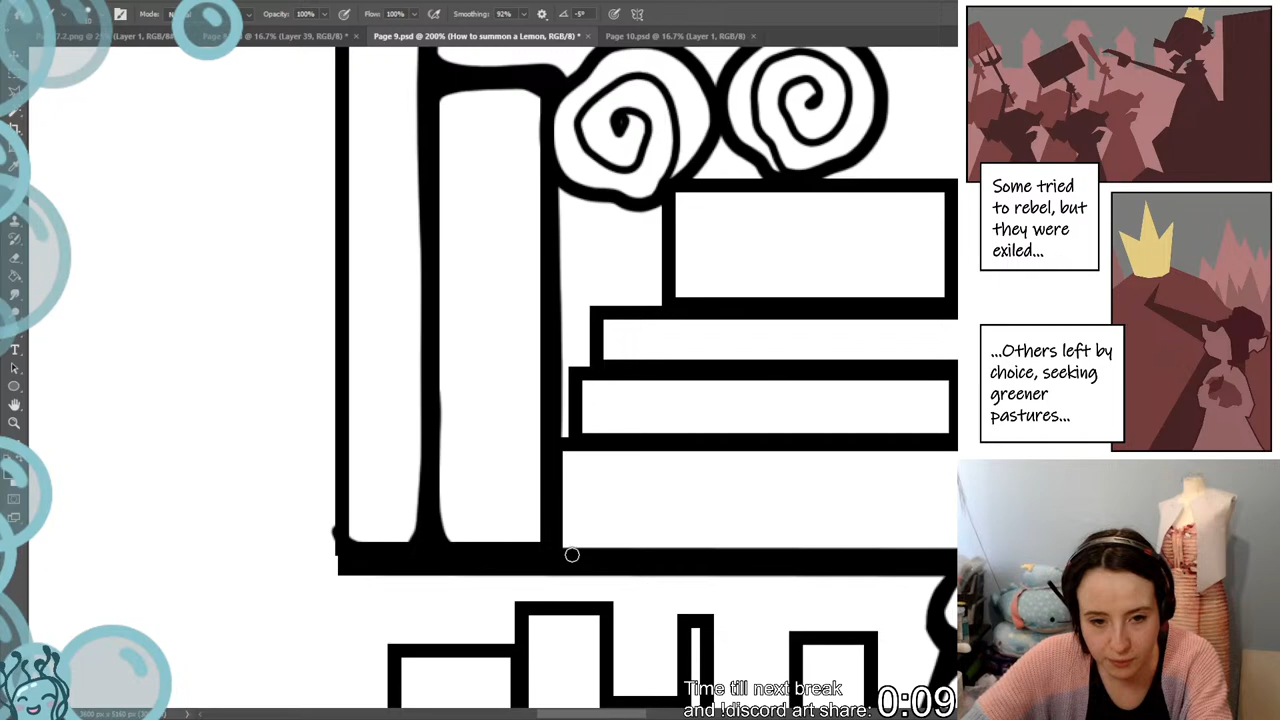 Mode:
Opacity: 100%
Flow: 100%
Smoothing: 92%
-5°
Page 9.psd @ 200% (How to summon a Lemon, RGB/8) *
Page 10.psd @ 16.7% (Layer 1, RGB/8)
Some tried
to rebel, but
they were
exiled...
...Others left by
choice, seeking
greener
pastures...
Time till next break
and !discord art share: 0:09